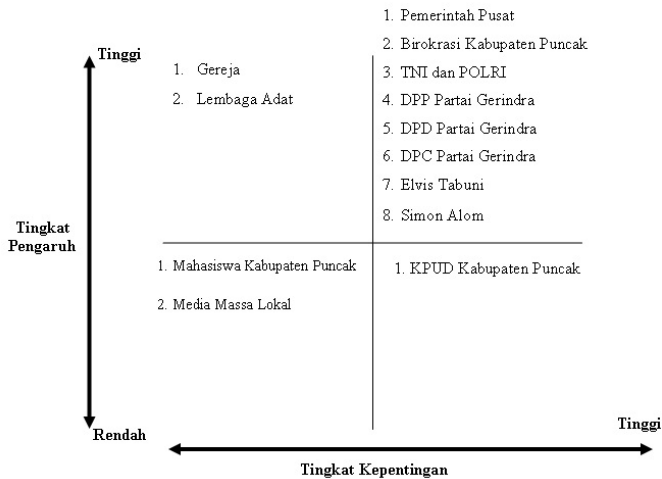 Tinggi
1. Gereja
2. Lembaga Adat
1. Pemerintah Pusat
2. Birokrasi Kabupaten Puncak
3. TNI dan POLRI
4. DPP Partai Gerindra
5. DPD Partai Gerindra
6. DPC Partai Gerindra
7. Elvis Tabuni
8. Simon Alom
Tingkat
Pengaruh
1. Mahasiswa Kabupaten Puncak
2. Media Massa Lokal
1. KPUD Kabupaten Puncak
Rendah
Tinggi
Tingkat Kepentingan